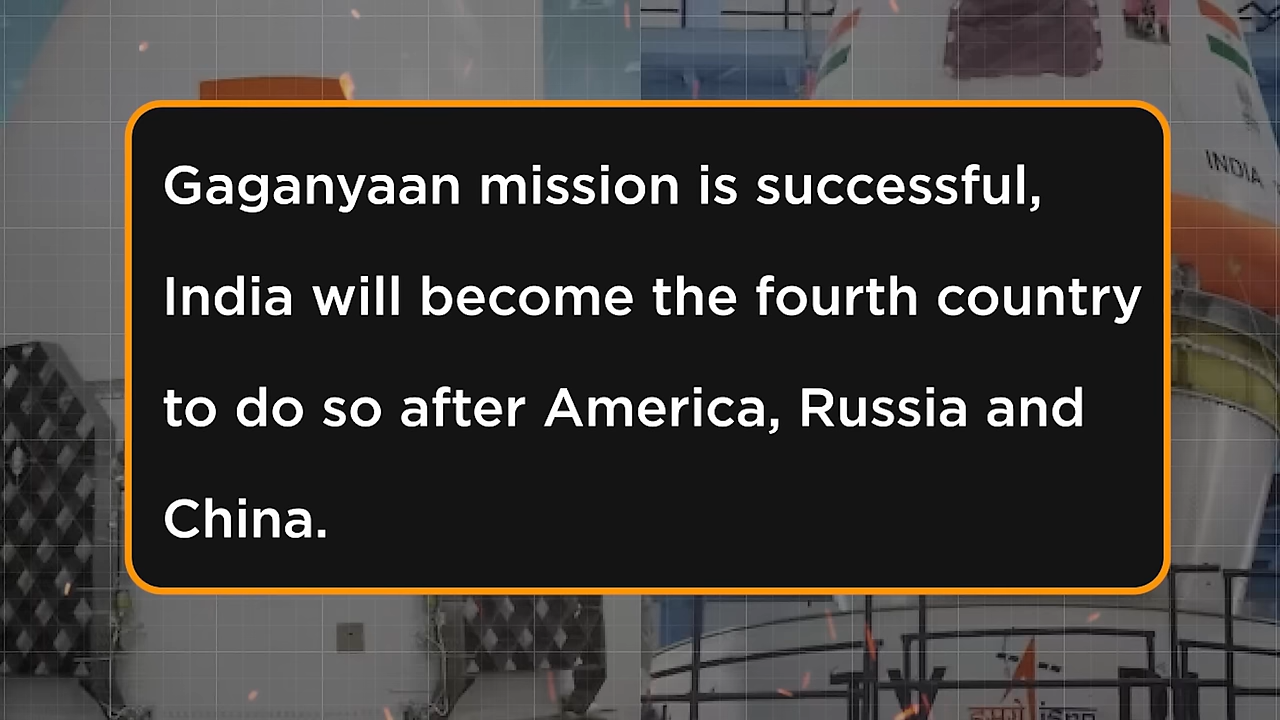 Gaganyaan mission is successful,
India will become the fourth country
to do so after America, Russia and
China.
INDIA